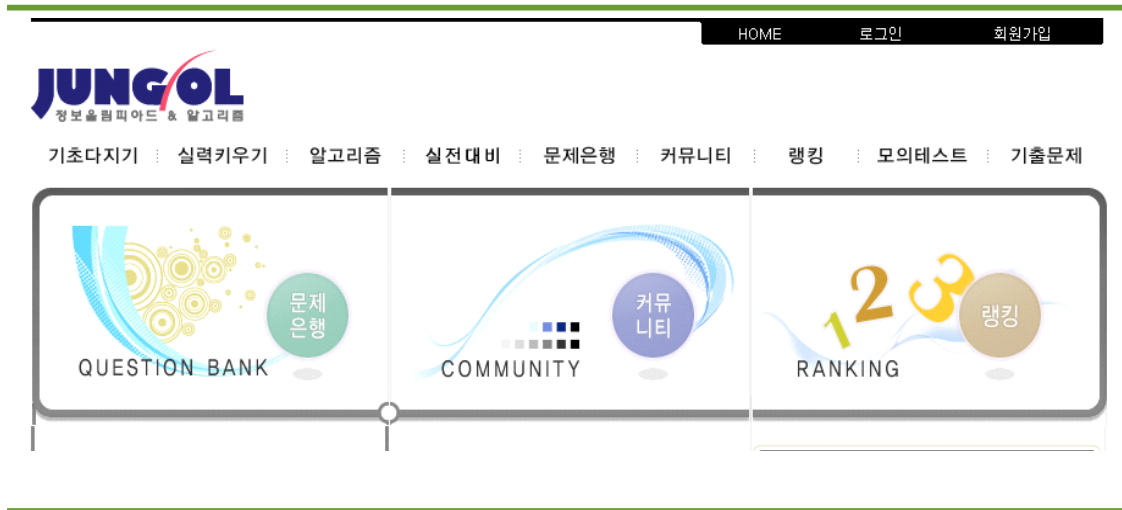 HOME 로그인 회원가입
JUNGOL
정보올림피아드 & 알고리즘
기초다지기 실력키우기 알고리즘 실전대비 문제은행 커뮤니티 랭킹 모의테스트 기출문제
문제
은행
QUESTION BANK
커뮤
니티
COMMUNITY
1 2 3
랭킹
RANKING